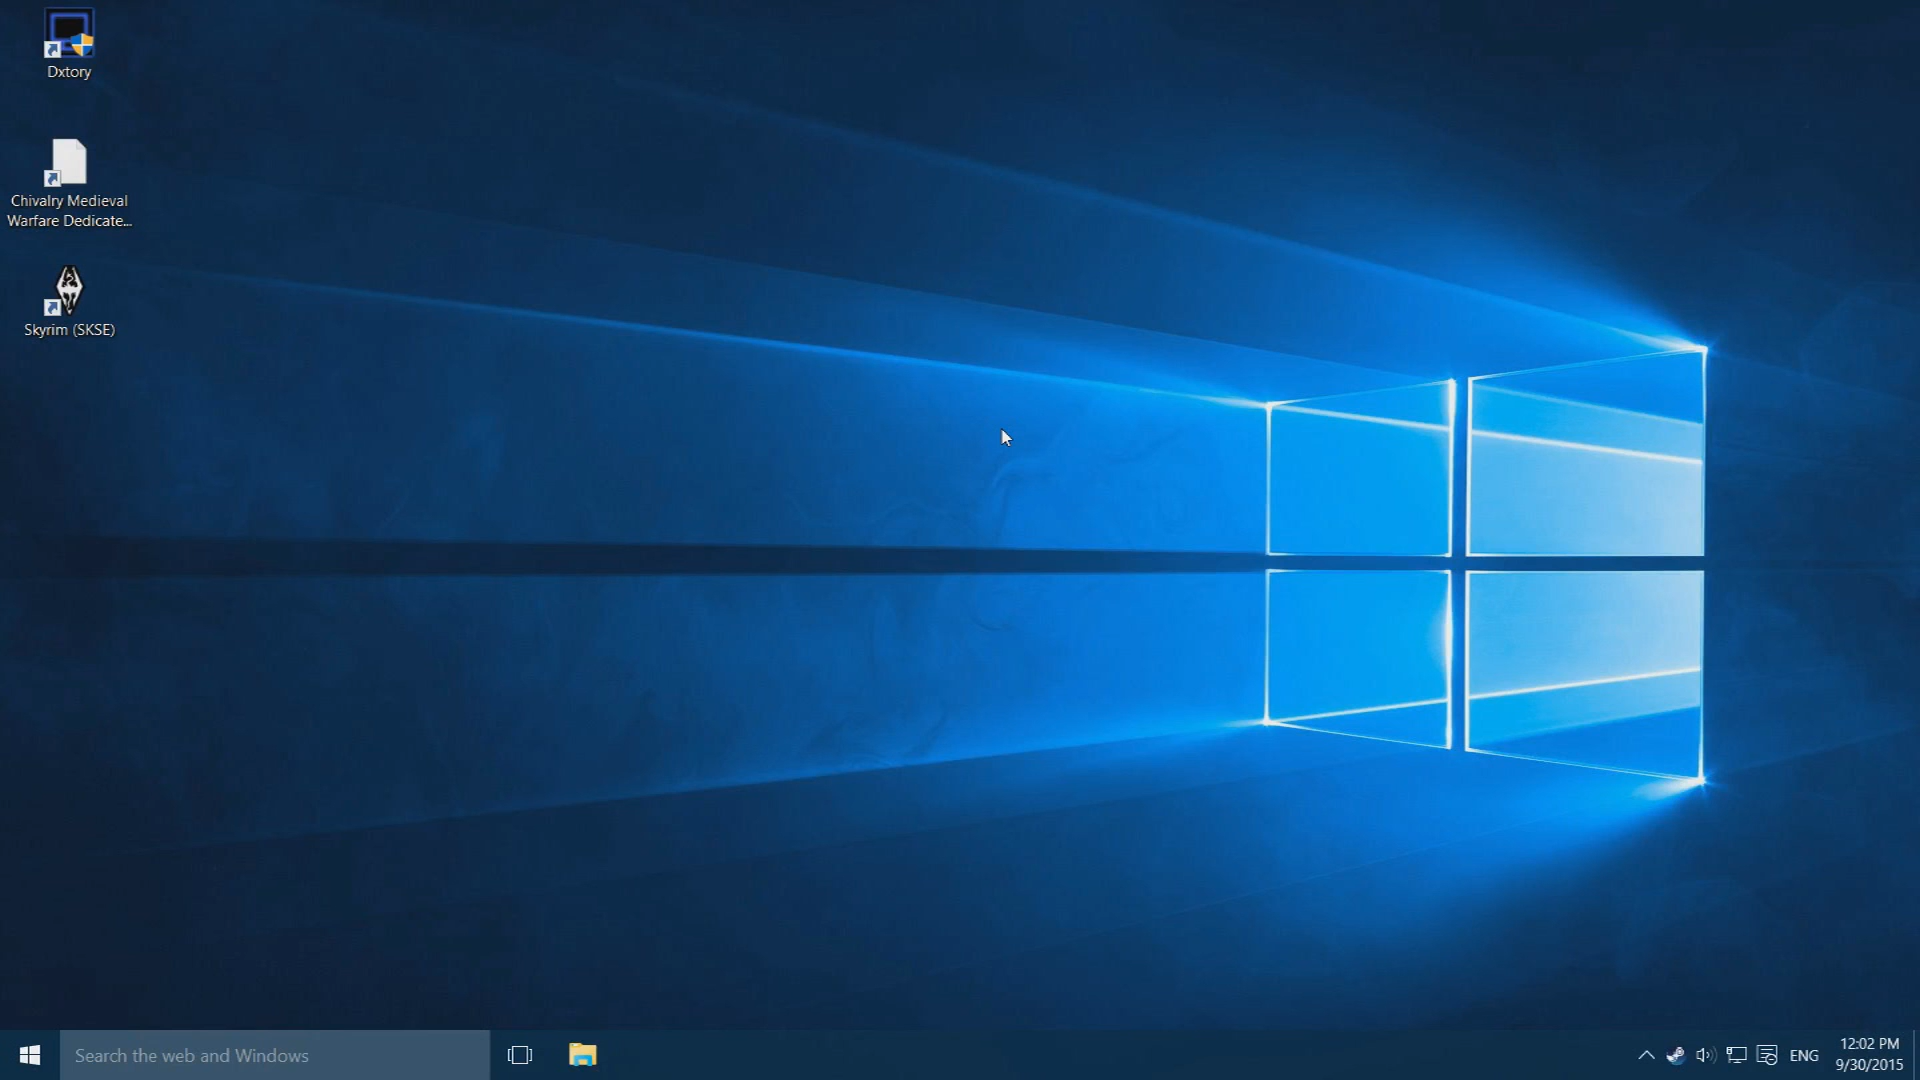 Dxtory
Chivalry Medieval
Warfare Dedicate...
Skyrim (SKSE)
Search the web and Windows
ENG
12:02 PM
9/30/2015